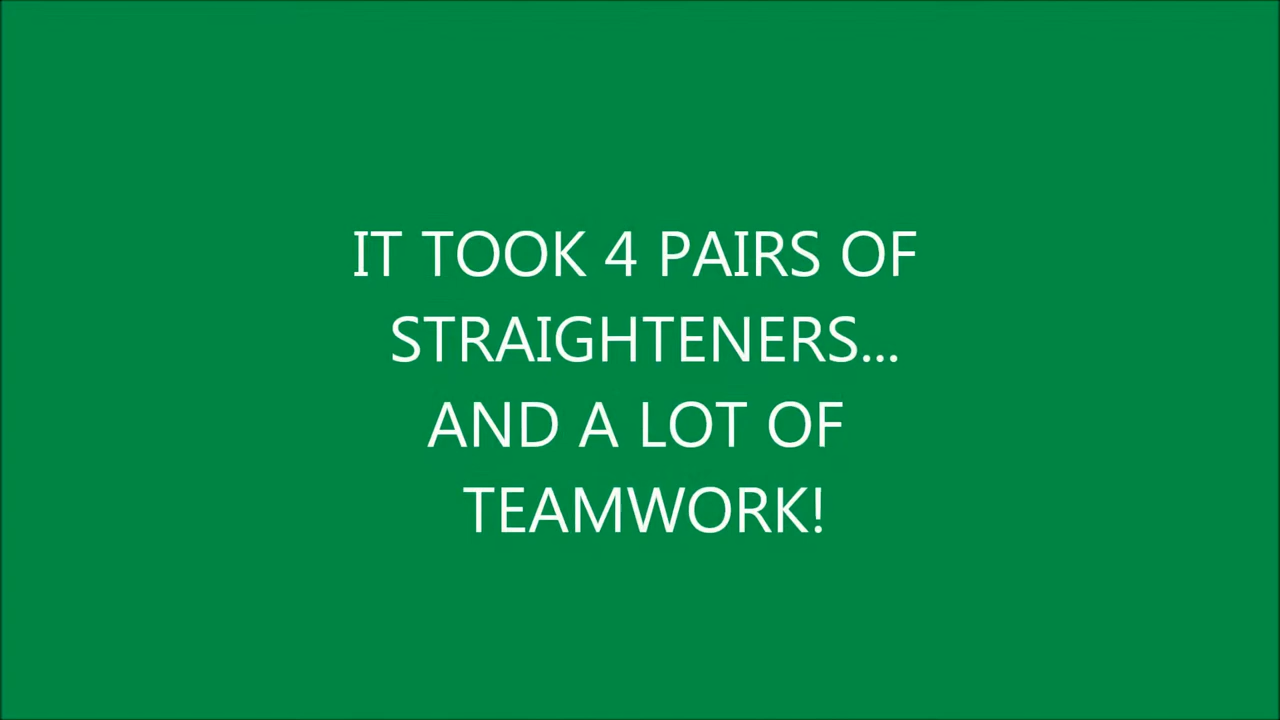 IT TOOK 4 PAIRS OF
STRAIGHTENERS...
AND A LOT OF
TEAMWORK!